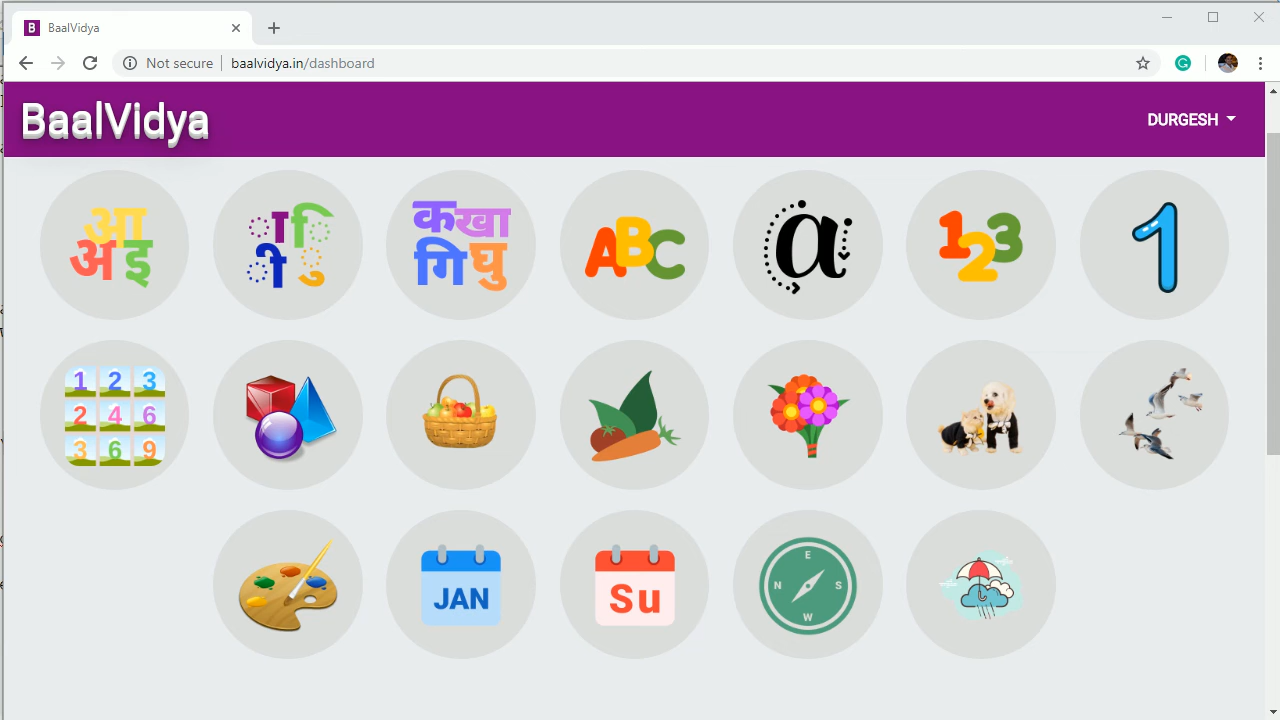 BaalVidya
Not secure
baalvidya.in/dashboard
BaalVidya
DURGESH
आ
अ इ
ा ि
ी ु
क खा
गि घु
ABC
a
123
1
1 2 3
2 4 6
3 6 9
JAN
Su
E
N S
W